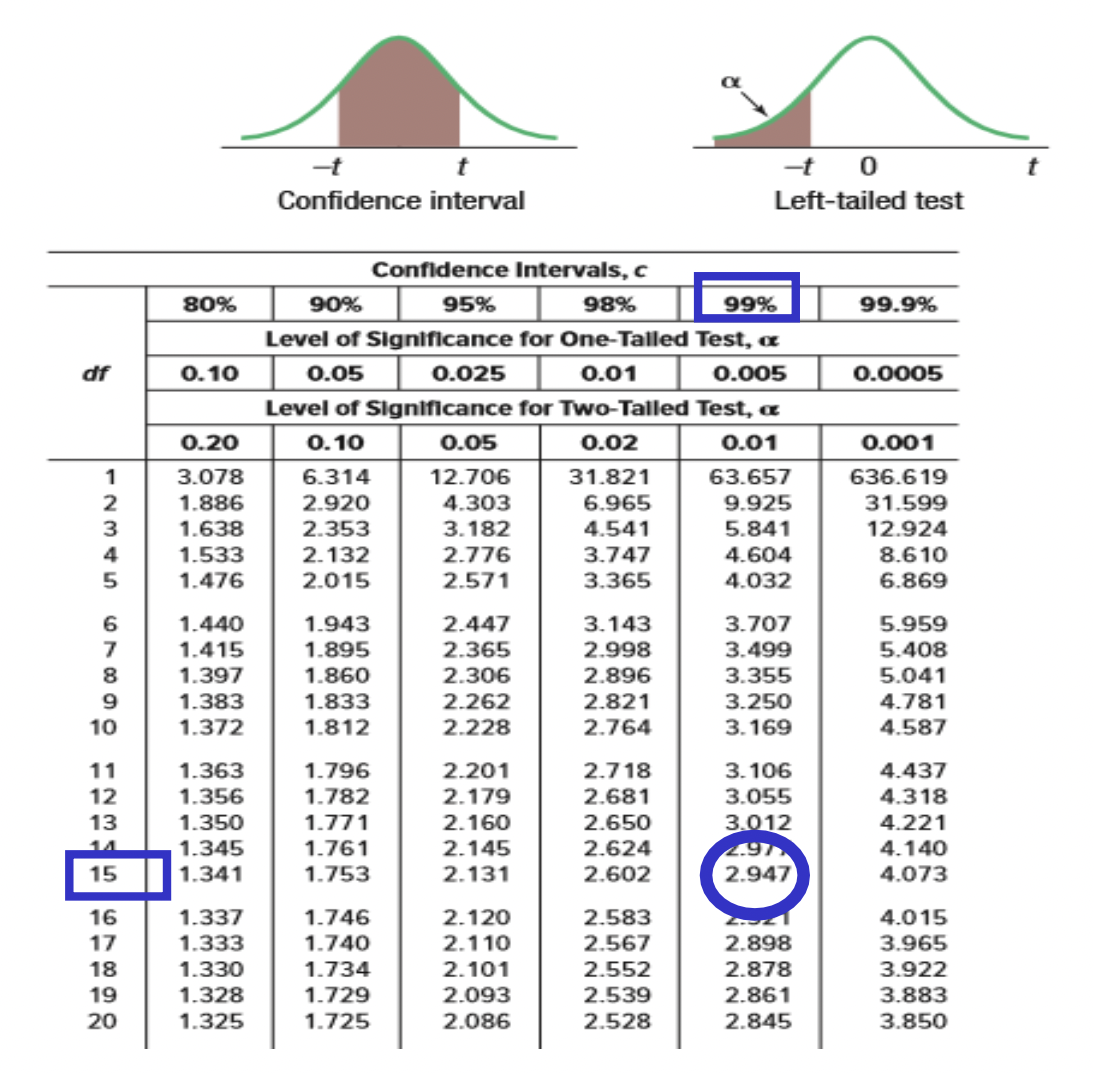 α
−t t
−t 0 t
Confidence interval
Left-tailed test
Confidence Intervals, c
80% 90% 95% 98% 99% 99.9%
Level of Significance for One-Tailed Test, α
df 0.10 0.05 0.025 0.01 0.005 0.0005
Level of Significance for Two-Tailed Test, α
0.20 0.10 0.05 0.02 0.01 0.001
1 3.078 6.314 12.706 31.821 63.657 636.619
2 1.886 2.920 4.303 6.965 9.925 31.599
3 1.638 2.353 3.182 4.541 5.841 12.924
4 1.533 2.132 2.776 3.747 4.604 8.610
5 1.476 2.015 2.571 3.365 4.032 6.869
6 1.440 1.943 2.447 3.143 3.707 5.959
7 1.415 1.895 2.365 2.998 3.499 5.408
8 1.397 1.860 2.306 2.896 3.355 5.041
9 1.383 1.833 2.262 2.821 3.250 4.781
10 1.372 1.812 2.228 2.764 3.169 4.587
11 1.363 1.796 2.201 2.718 3.106 4.437
12 1.356 1.782 2.179 2.681 3.055 4.318
13 1.350 1.771 2.160 2.650 3.012 4.221
14 1.345 1.761 2.145 2.624 2.977 4.140
15 1.341 1.753 2.131 2.602 2.947 4.073
16 1.337 1.746 2.120 2.583 2.921 4.015
17 1.333 1.740 2.110 2.567 2.898 3.965
18 1.330 1.734 2.101 2.552 2.878 3.922
19 1.328 1.729 2.093 2.539 2.861 3.883
20 1.325 1.725 2.086 2.528 2.845 3.850